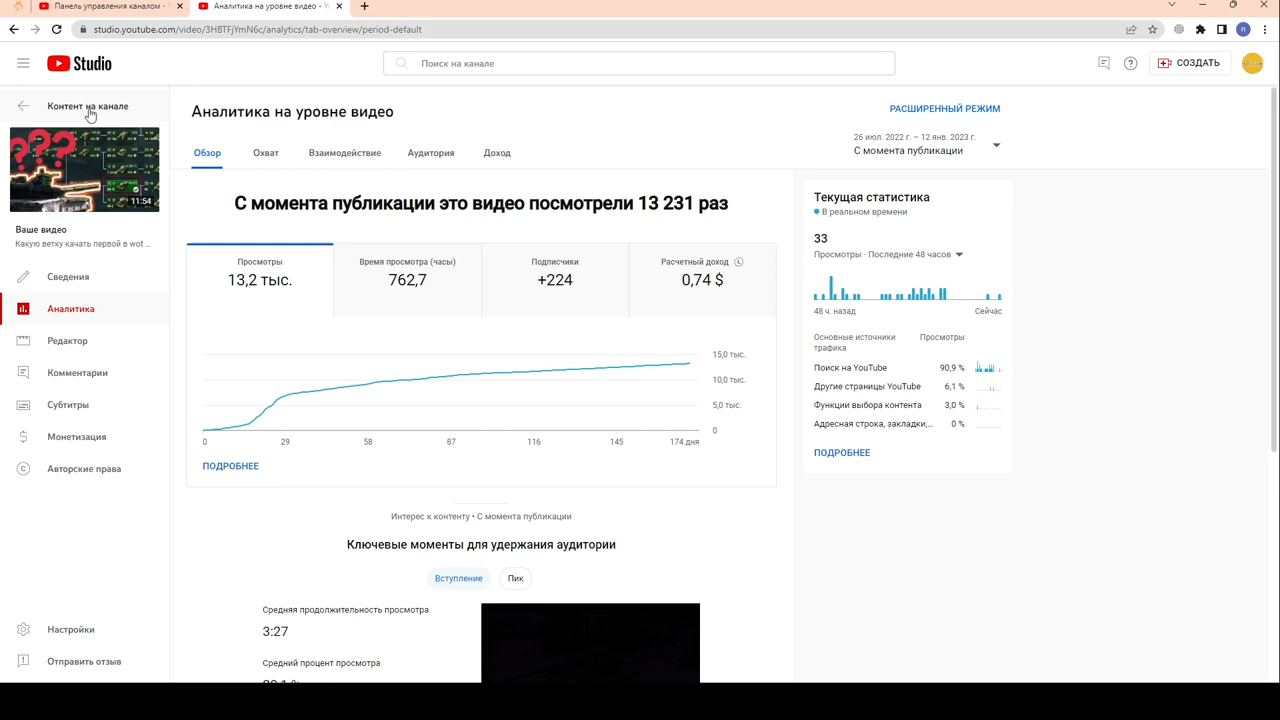 Панель управления каналом -
Аналитика на уровне видео - Yo
studio.youtube.com/video/3HBTFjYmN6c/analytics/tab-overview/period-default
n
Studio
Поиск на канале
СОЗДАТЬ
Контент на канале
???
11:54
Ваше видео
Какую ветку качать первой в wot ...
Сведения
Аналитика
Редактор
Комментарии
Субтитры
Монетизация
Авторские права
Настройки
Отправить отзыв
Аналитика на уровне видео
РАСШИРЕННЫЙ РЕЖИМ
Обзор Охват Взаимодействие Аудитория Доход
26 июл. 2022 г. – 12 янв. 2023 г.
С момента публикации
С момента публикации это видео посмотрели 13 231 раз
Просмотры
13,2 тыс.
Время просмотра (часы)
762,7
Подписчики
+224
Расчетный доход
0,74 $
15,0 тыс.
10,0 тыс.
5,0 тыс.
0
0 29 58 87 116 145 174 дня
ПОДРОБНЕЕ
Интерес к контенту • С момента публикации
Ключевые моменты для удержания аудитории
Вступление Пик
Средняя продолжительность просмотра
3:27
Средний процент просмотра
Текущая статистика
В реальном времени
33
Просмотры · Последние 48 часов
48 ч. назад Сейчас
Основные источники трафика Просмотры
Поиск на YouTube 90,9 %
Другие страницы YouTube 6,1 %
Функции выбора контента 3,0 %
Адресная строка, закладки,... 0 %
ПОДРОБНЕЕ